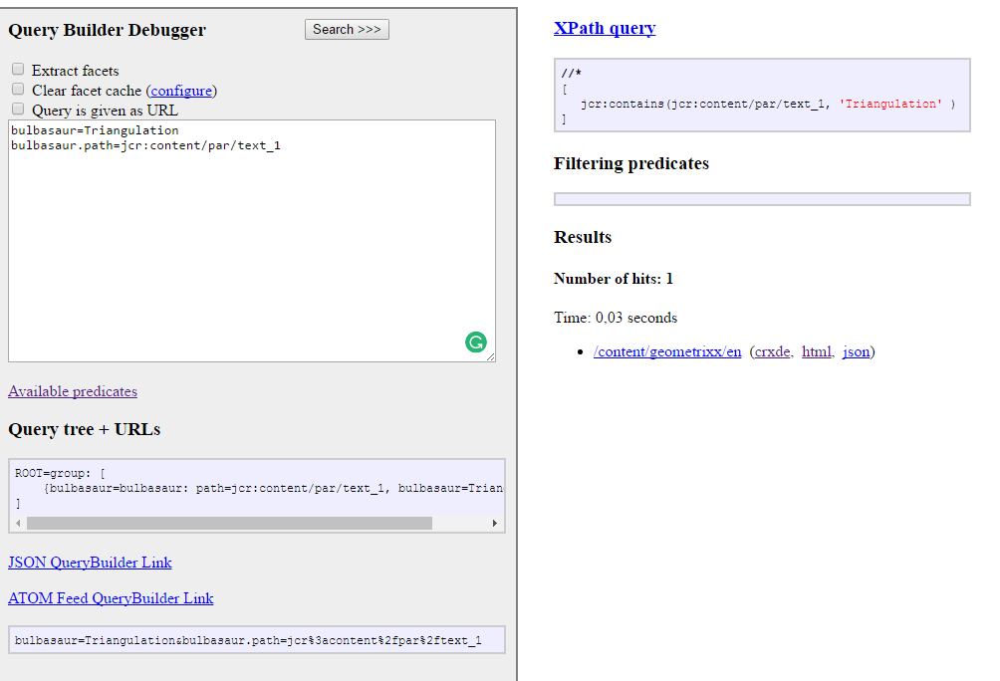 Query Builder Debugger
Search >>>
Extract facets
Clear facet cache (configure)
Query is given as URL
bulbasaur=Triangulation
bulbasaur.path=jcr:content/par/text_1
Available predicates
Query tree + URLs
ROOT=group: [
{bulbasaur=bulbasaur: path=jcr:content/par/text_1, bulbasaur=Trian
]
JSON QueryBuilder Link
ATOM Feed QueryBuilder Link
bulbasaur=Triangulation&bulbasaur.path=jcr%3acontent%2fpar%2ftext_1
XPath query
//*
[
jcr:contains(jcr:content/par/text_1, 'Triangulation' )
]
Filtering predicates
Results
Number of hits: 1
Time: 0,03 seconds
/content/geometrixx/en (crxde, html, json)